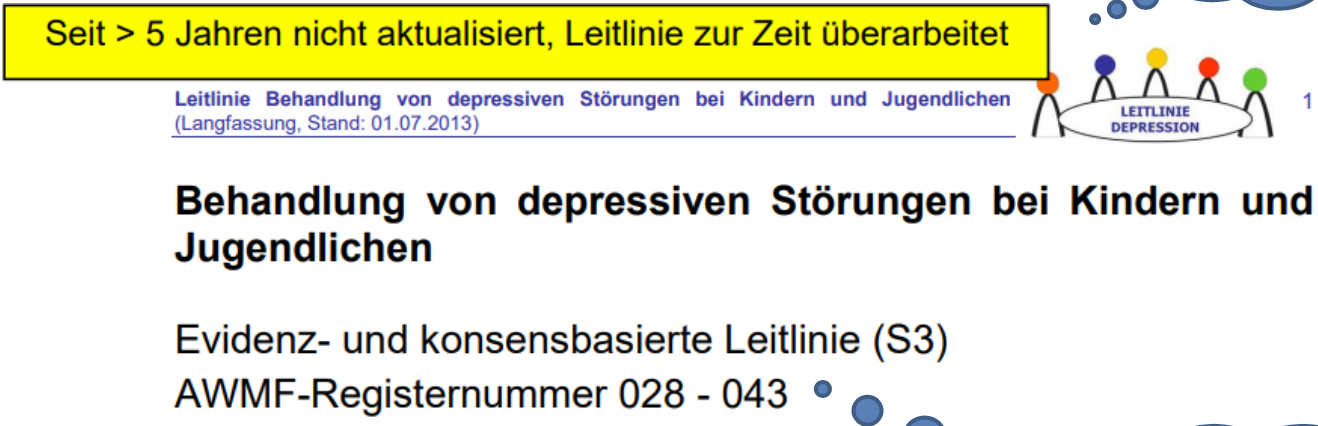 Seit > 5 Jahren nicht aktualisiert, Leitlinie zur Zeit überarbeitet
Leitlinie Behandlung von depressiven Störungen bei Kindern und Jugendlichen
(Langfassung, Stand: 01.07.2013)
LEITLINIE
DEPRESSION
1
Behandlung von depressiven Störungen bei Kindern und
Jugendlichen
Evidenz- und konsensbasierte Leitlinie (S3)
AWMF-Registernummer 028 - 043